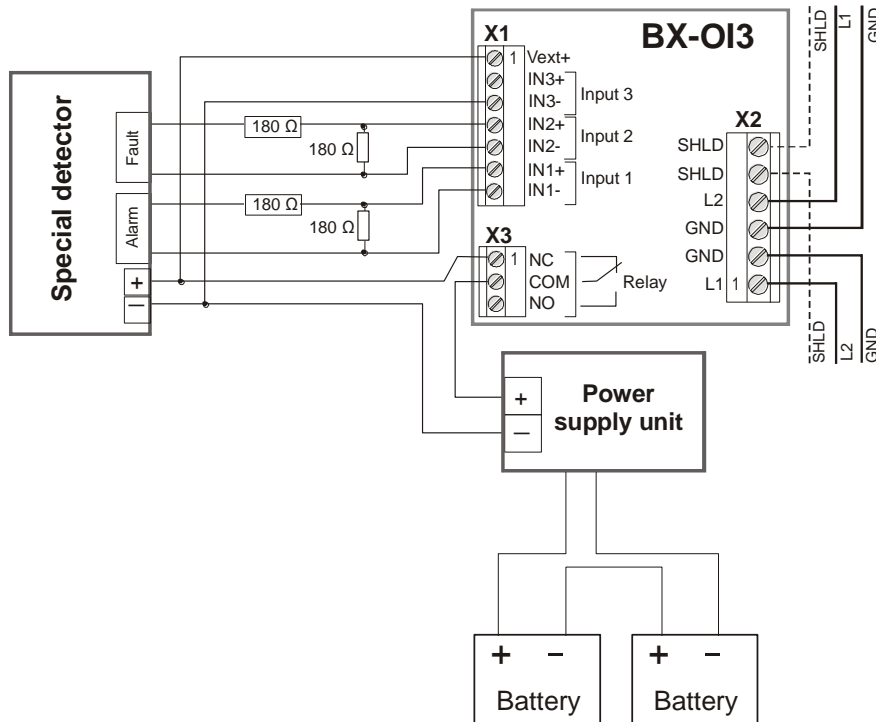 BX-OI3
X1
1 Vext+
IN3+
IN3-
Input 3
IN2+
IN2-
Input 2
IN1+
IN1-
Input 1
X2
SHLD
SHLD
L2
GND
GND
L1 1
SHLD
L1
GND
SHLD
L2
GND
X3
1 NC
COM
NO
Relay
Special detector
Fault
Alarm
+
–
180 Ω
180 Ω
180 Ω
180 Ω
Power
supply unit
+
–
+ –
Battery
+ –
Battery